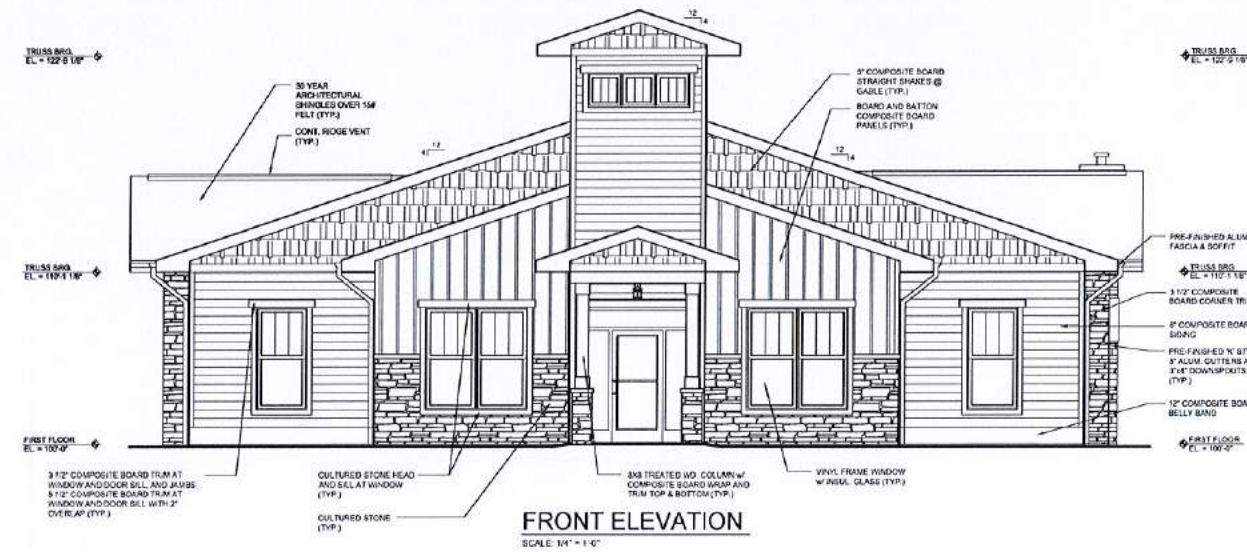 12
4
TRUSS BRG.
EL. = 122'-9 1/8"
TRUSS BRG.
EL. = 122'-9 1/8"
30 YEAR
ARCHITECTURAL
SHINGLES OVER 15#
FELT (TYP.)
CONT. RIDGE VENT
(TYP.)
5" COMPOSITE BOARD
STRAIGHT SHAKES @
GABLE (TYP.)
BOARD AND BATTON
COMPOSITE BOARD
PANELS (TYP.)
12
4
12
4
PRE-FINISHED ALUM
FASCIA & SOFFIT
TRUSS BRG.
EL. = 110'-1 1/8"
TRUSS BRG.
EL. = 110'-1 1/8"
3 1/2" COMPOSITE
BOARD CORNER TRI
6" COMPOSITE BOAR
SIDING
PRE-FINISHED 'K' ST
5" ALUM. GUTTERS A
3"x4" DOWNSPOUTS
(TYP.)
12" COMPOSITE BOA
BELLY BAND
FIRST FLOOR
EL. = 100'-0"
FIRST FLOOR
EL. = 100'-0"
3 1/2" COMPOSITE BOARD TRIM AT
WINDOW AND DOOR SILL, AND JAMBS
5 1/2" COMPOSITE BOARD TRIM AT
WINDOW AND DOOR SILL WITH 2"
OVERLAP (TYP.)
CULTURED STONE HEAD
AND SILL AT WINDOW
(TYP.)
CULTURED STONE
(TYP.)
8X8 TREATED WD. COLUMN W/
COMPOSITE BOARD WRAP AND
TRIM TOP & BOTTOM (TYP.)
VINYL FRAME WINDOW
W/ INSUL. GLASS (TYP.)
FRONT ELEVATION
SCALE: 1/4" = 1'-0"